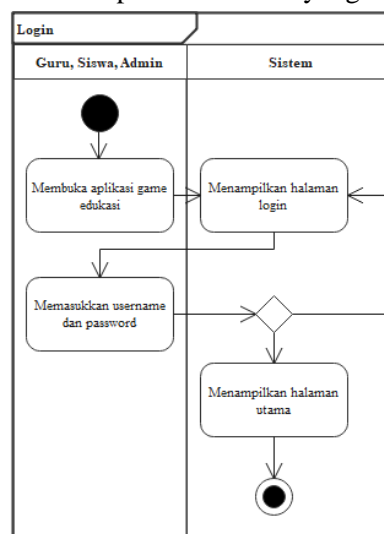 Login
Guru, Siswa, Admin
Sistem
Membuka aplikasi game
edukasi
Menampilkan halaman
login
Memasukkan username
dan password
Menampilkan halaman
utama